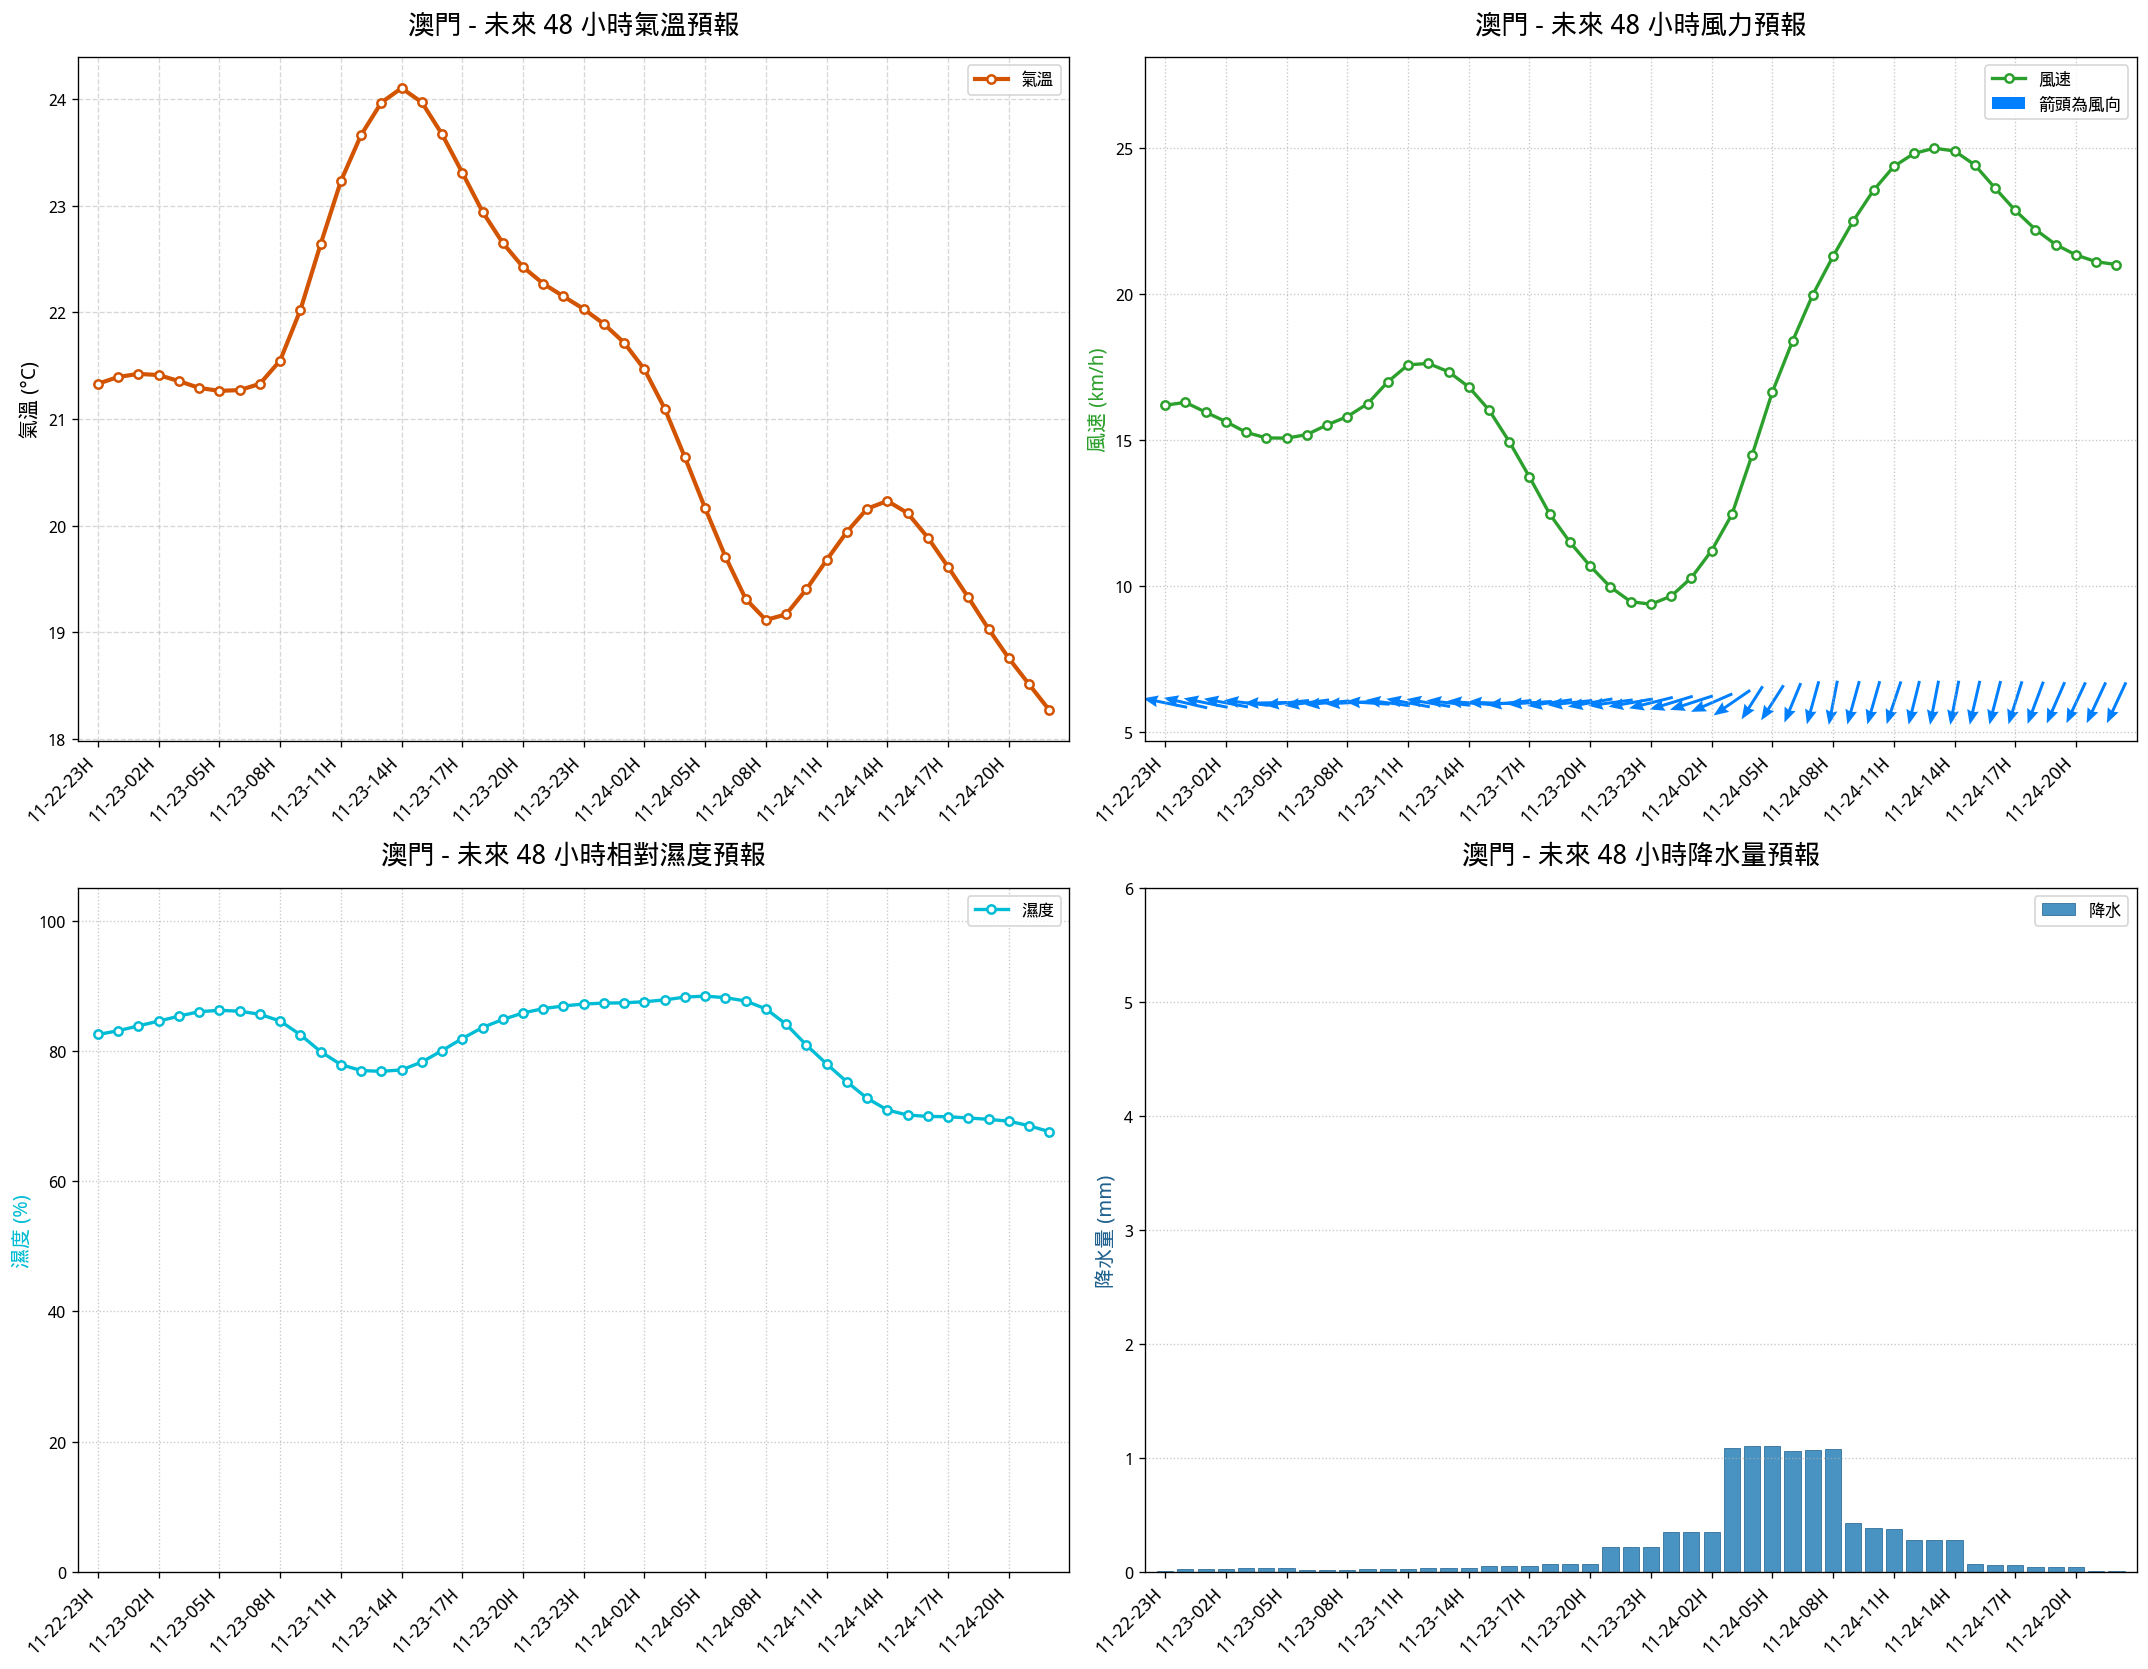 澳門 - 未來 48 小時氣溫預報
氣溫
氣溫 (°C)
24
23
22
21
20
19
18
11-22-23H
11-23-02H
11-23-05H
11-23-08H
11-23-11H
11-23-14H
11-23-17H
11-23-20H
11-23-23H
11-24-02H
11-24-05H
11-24-08H
11-24-11H
11-24-14H
11-24-17H
11-24-20H
澳門 - 未來 48 小時風力預報
風速
箭頭為風向
風速 (km/h)
25
20
15
10
5
11-22-23H
11-23-02H
11-23-05H
11-23-08H
11-23-11H
11-23-14H
11-23-17H
11-23-20H
11-23-23H
11-24-02H
11-24-05H
11-24-08H
11-24-11H
11-24-14H
11-24-17H
11-24-20H
澳門 - 未來 48 小時相對濕度預報
濕度
濕度 (%)
100
80
60
40
20
0
11-22-23H
11-23-02H
11-23-05H
11-23-08H
11-23-11H
11-23-14H
11-23-17H
11-23-20H
11-23-23H
11-24-02H
11-24-05H
11-24-08H
11-24-11H
11-24-14H
11-24-17H
11-24-20H
澳門 - 未來 48 小時降水量預報
降水
降水量 (mm)
6
5
4
3
2
1
0
11-22-23H
11-23-02H
11-23-05H
11-23-08H
11-23-11H
11-23-14H
11-23-17H
11-23-20H
11-23-23H
11-24-02H
11-24-05H
11-24-08H
11-24-11H
11-24-14H
11-24-17H
11-24-20H